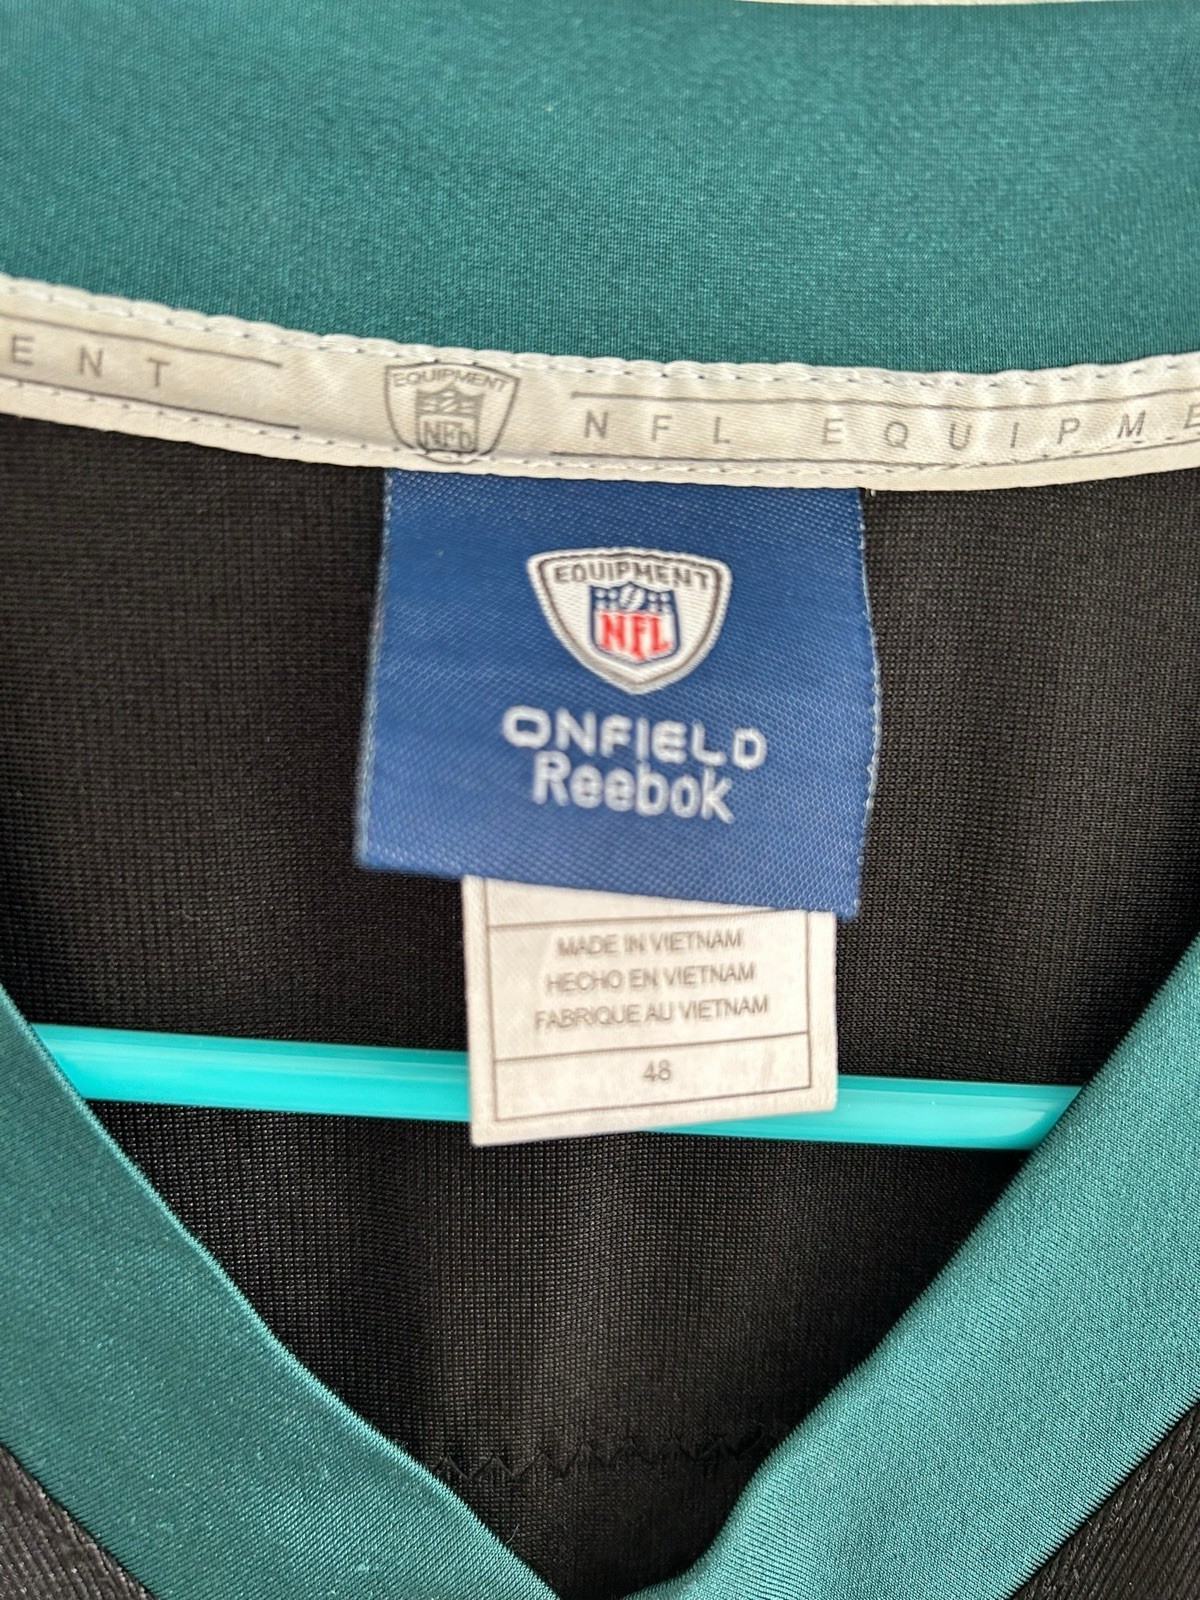 ENT
EQUIPMENT
NFL
NFL EQUIPME
EQUIPMENT
NFL
ONFIELD
Reebok
MADE IN VIETNAM
HECHO EN VIETNAM
FABRIQUE AU VIETNAM
48